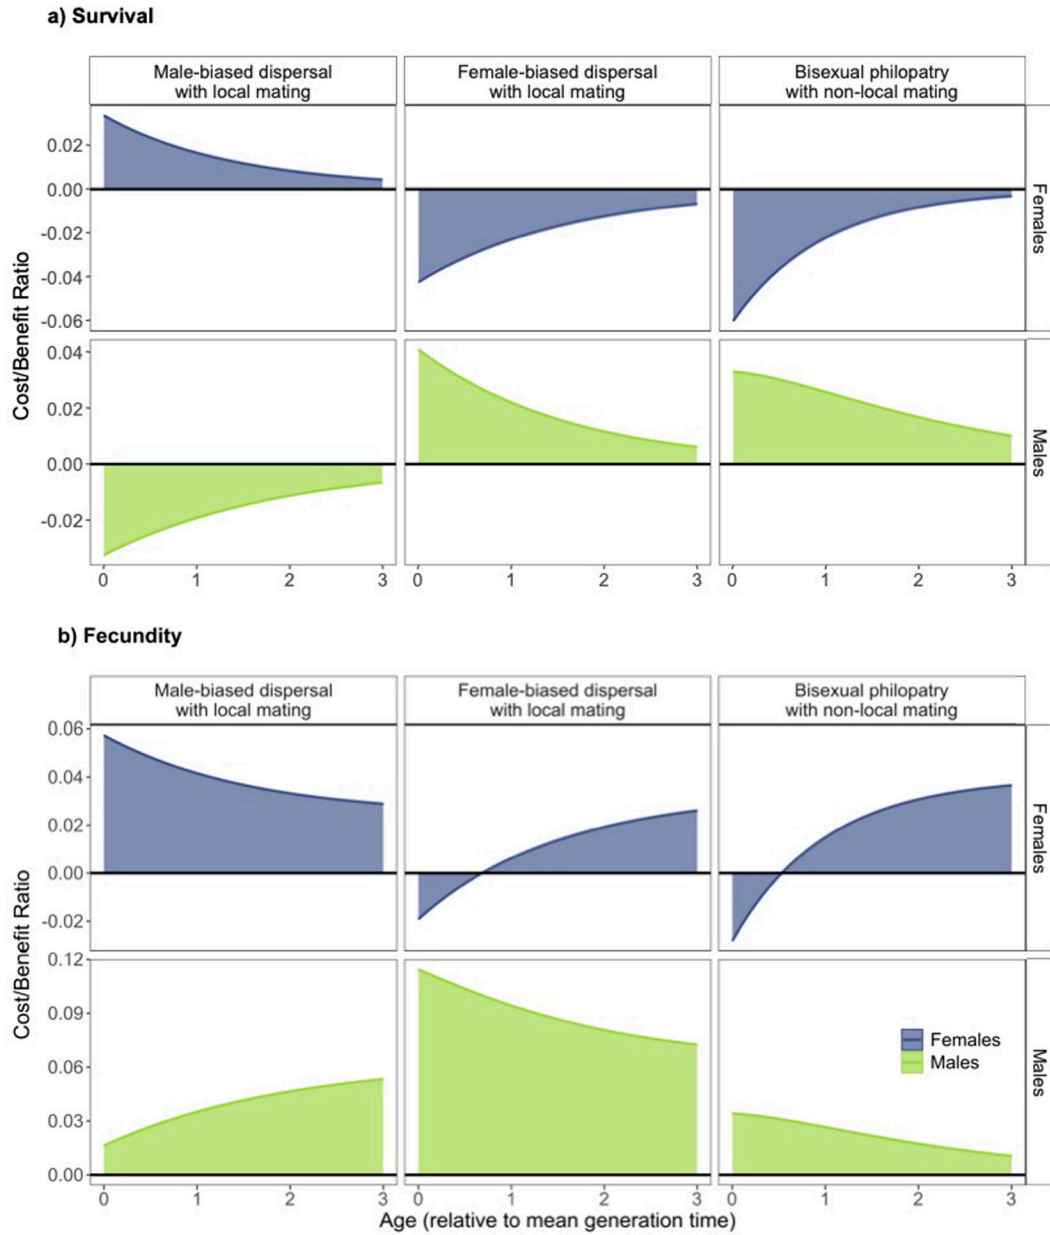 a) Survival
Male-biased dispersal
with local mating
Female-biased dispersal
with local mating
Bisexual philopatry
with non-local mating
0.02
0.00
-0.02
-0.04
-0.06
Females
0.04
0.02
0.00
-0.02
Males
Cost/Benefit Ratio
0 1 2 3 0 1 2 3 0 1 2 3
b) Fecundity
Male-biased dispersal
with local mating
Female-biased dispersal
with local mating
Bisexual philopatry
with non-local mating
0.06
0.04
0.02
0.00
-0.02
Females
0.12
0.09
0.06
0.03
0.00
Males
Cost/Benefit Ratio
Females
Males
0 1 2 3 0 1 2 3 0 1 2 3
Age (relative to mean generation time)